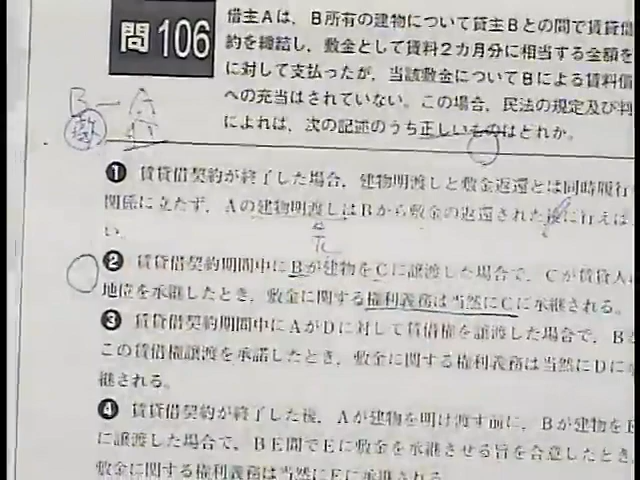 問106
借主Aは、B所有の建物について貸主Bとの間で賃貸借
約を締結し、敷金として賃料2カ月分に相当する金額を
に対して支払ったが、当該敷金についてBによる賃料債
への充当はされていない。この場合、民法の規定及び判
によれば、次の記述のうち正しいものはどれか。
B－A
敷
❶ 賃貸借契約が終了した場合、建物明渡しと敷金返還とは同時履行
関係に立たず、Aの建物明渡しはBから敷金の返還された後に行えば
い。
❷ 賃貸借契約期間中にBが建物をCに譲渡した場合で、Cが賃貸人
地位を承継したとき、敷金に関する権利義務は当然にCに承継される。
❸ 賃貸借契約期間中にAがDに対して賃借権を譲渡した場合で、B
この賃借権譲渡を承諾したとき、敷金に関する権利義務は当然にDに
継される。
❹ 賃貸借契約が終了した後、Aが建物を明け渡す前に、Bが建物をE
に譲渡した場合で、BE間でEに敷金を承継させる旨を合意したとき
敷金に関する権利義務は当然にEに承継される